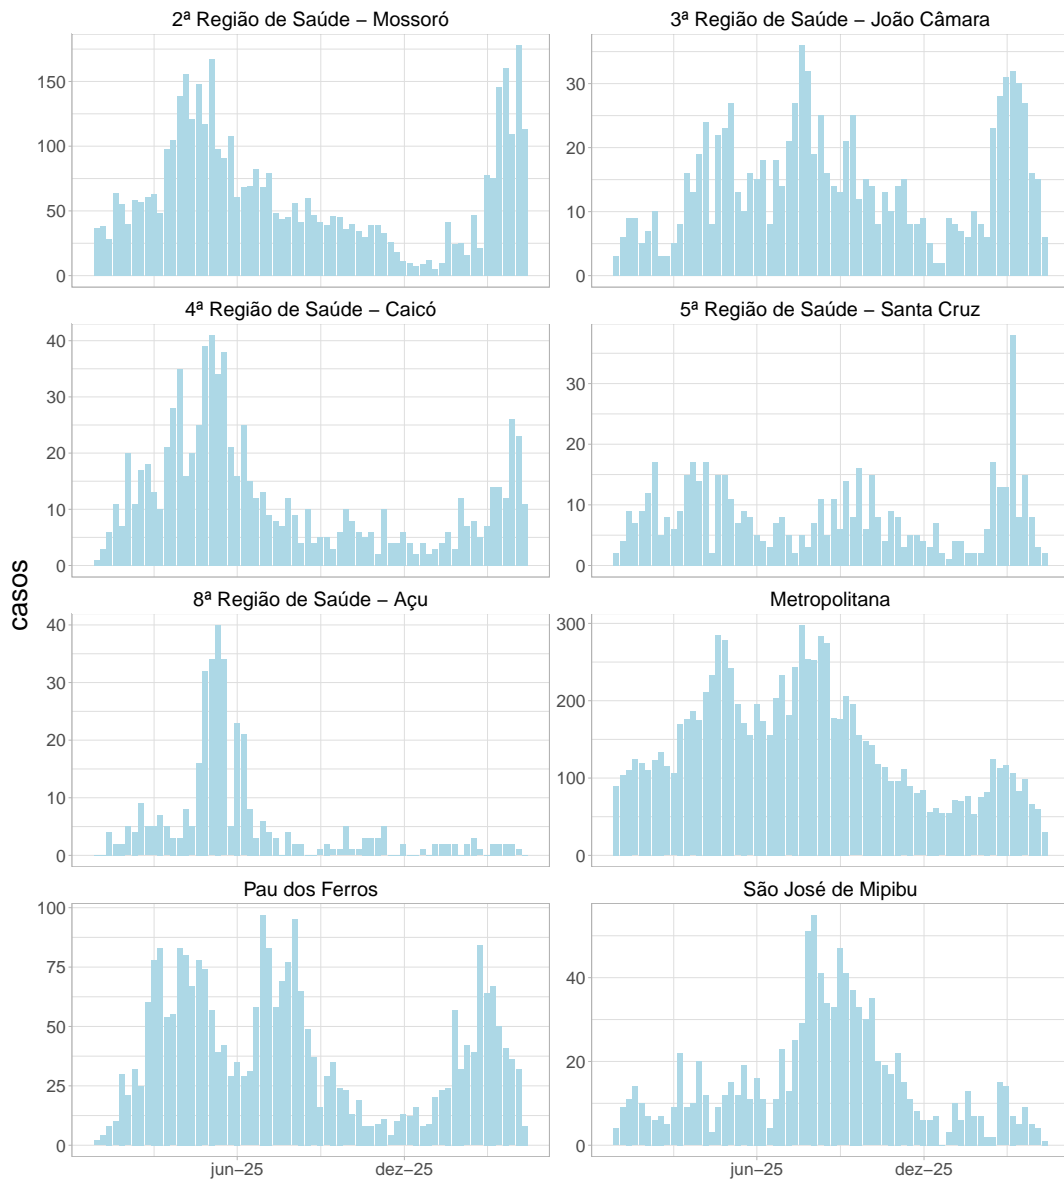 2ª Região de Saúde – Mossoró
3ª Região de Saúde – João Câmara
150
100
50
0
30
20
10
0
4ª Região de Saúde – Caicó
5ª Região de Saúde – Santa Cruz
40
30
20
10
0
30
20
10
0
casos
8ª Região de Saúde – Açu
Metropolitana
40
30
20
10
0
300
200
100
0
Pau dos Ferros
São José de Mipibu
100
75
50
25
0
40
20
0
jun–25
dez–25
jun–25
dez–25